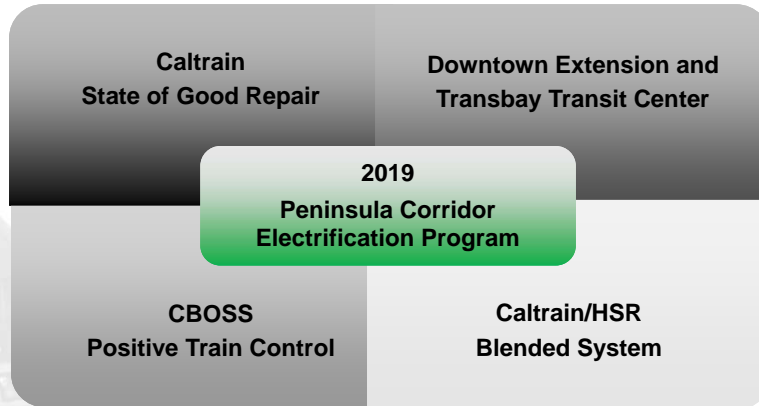 Caltrain
State of Good Repair
Downtown Extension and
Transbay Transit Center
2019
Peninsula Corridor
Electrification Program
CBOSS
Positive Train Control
Caltrain/HSR
Blended System